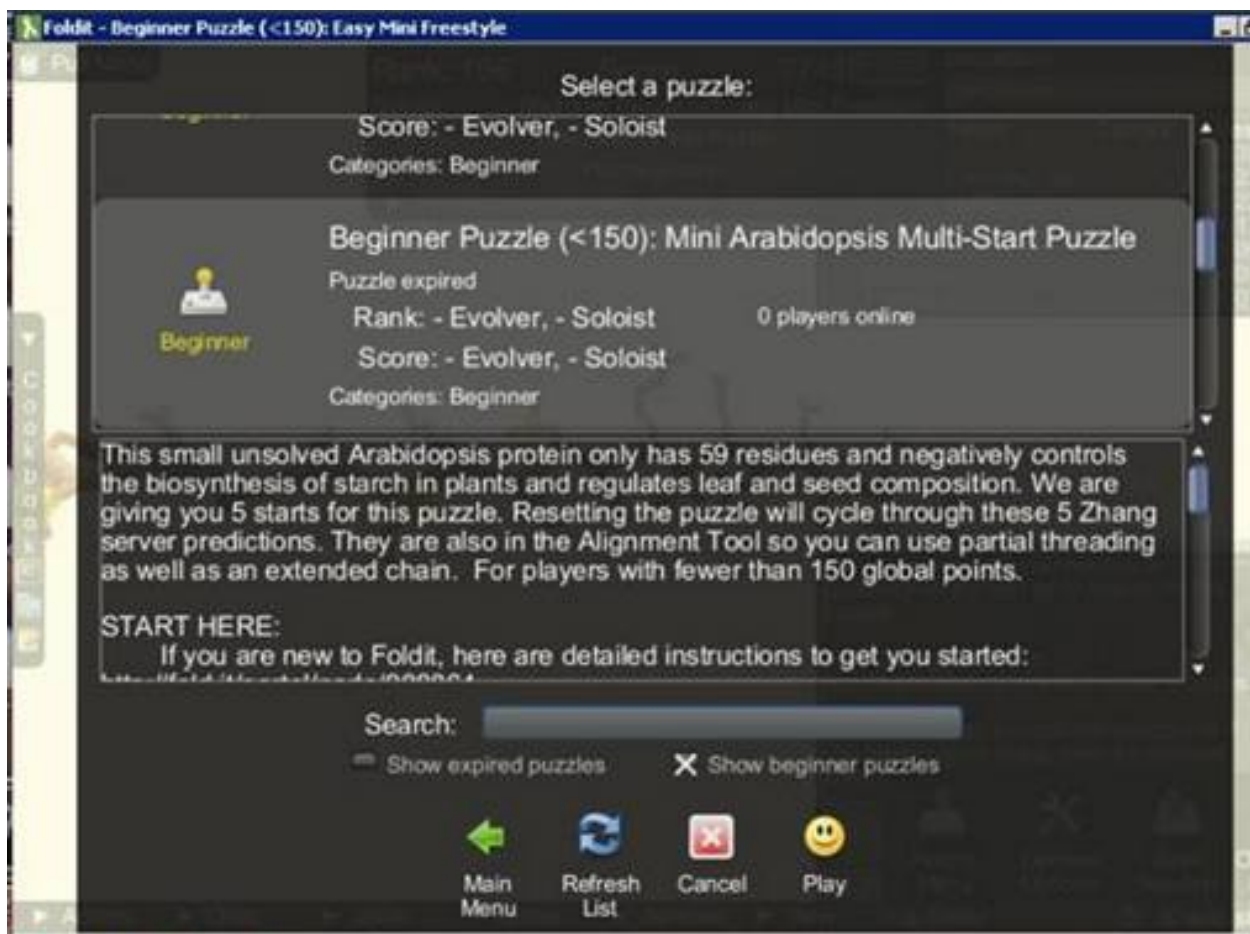 Foldit - Beginner Puzzle (<150): Easy Mini Freestyle
Select a puzzle:
Score: - Evolver, - Soloist
Categories: Beginner
Beginner Puzzle (<150): Mini Arabidopsis Multi-Start Puzzle
Puzzle expired
Rank: - Evolver, - Soloist 0 players online
Beginner
Score: - Evolver, - Soloist
Categories: Beginner
This small unsolved Arabidopsis protein only has 59 residues and negatively controls
the biosynthesis of starch in plants and regulates leaf and seed composition. We are
giving you 5 starts for this puzzle. Resetting the puzzle will cycle through these 5 Zhang
server predictions. They are also in the Alignment Tool so you can use partial threading
as well as an extended chain. For players with fewer than 150 global points.
START HERE:
If you are new to Foldit, here are detailed instructions to get you started:
Search:
Show expired puzzles Show beginner puzzles
Main Menu
Refresh List
Cancel
Play
Cookbook